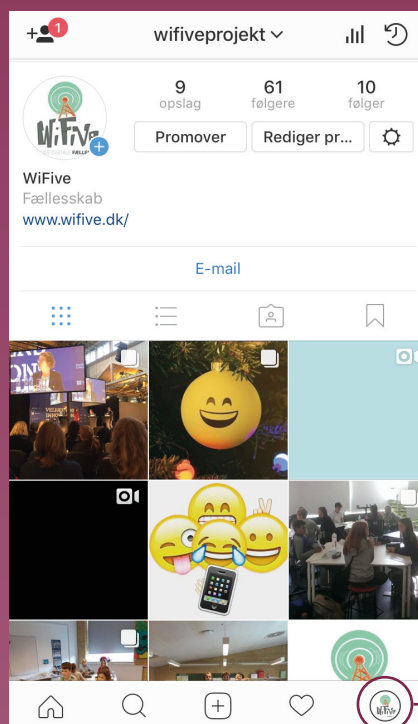 1
wifiveprojekt
9 61 10
opslag følgere følger
Promover Rediger pr...
WiFive
WiFive
Fællesskab
www.wifive.dk/
E-mail